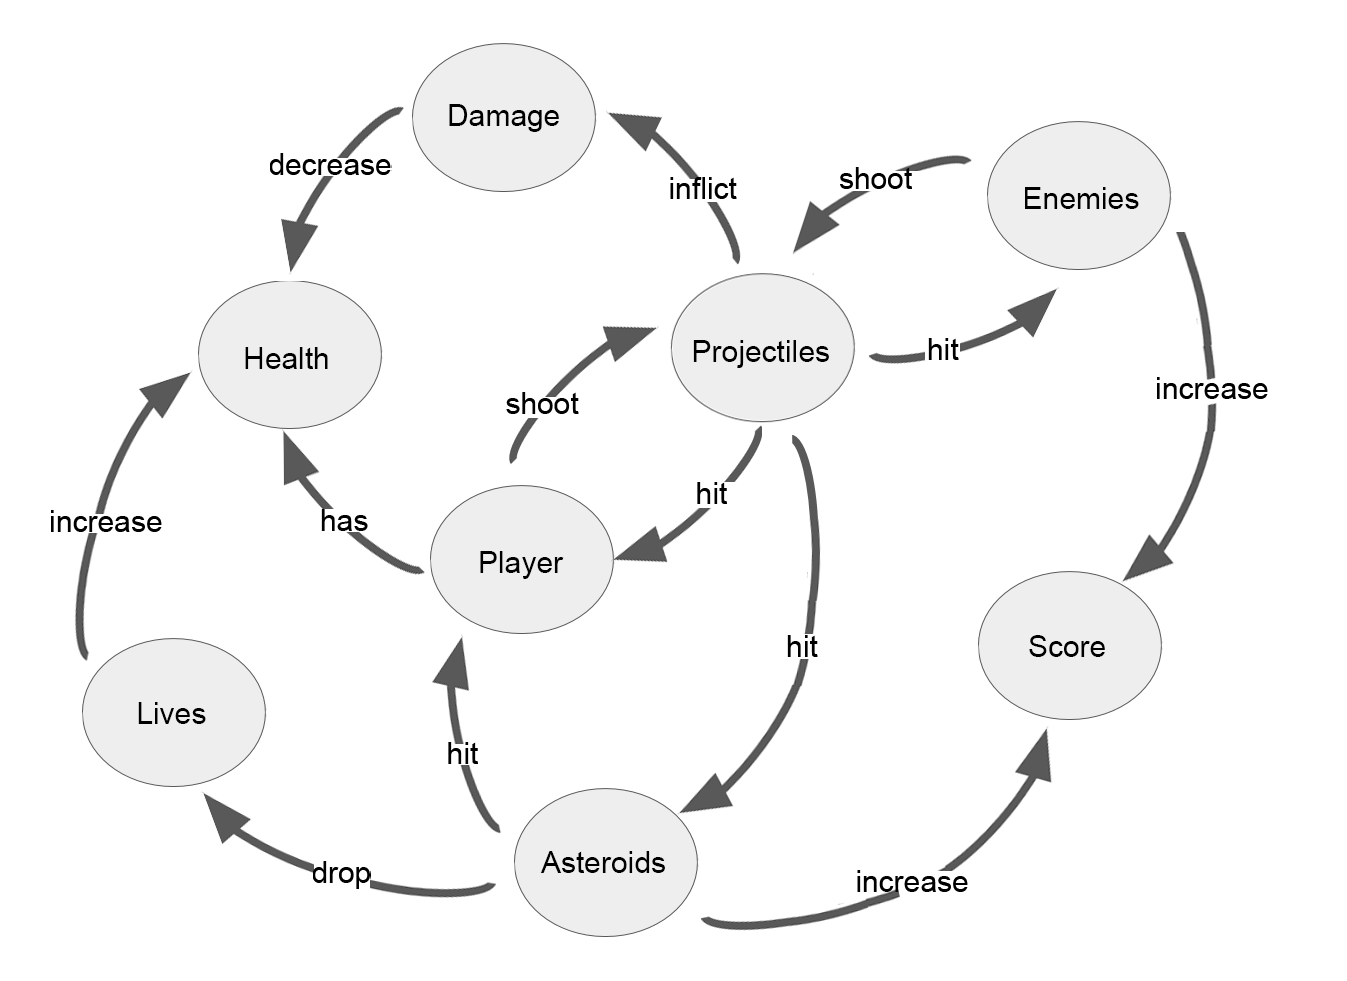 Damage
decrease
inflict
shoot
Enemies
Health
shoot
Projectiles
hit
increase
increase
has
hit
Player
hit
Score
Lives
hit
drop
Asteroids
increase